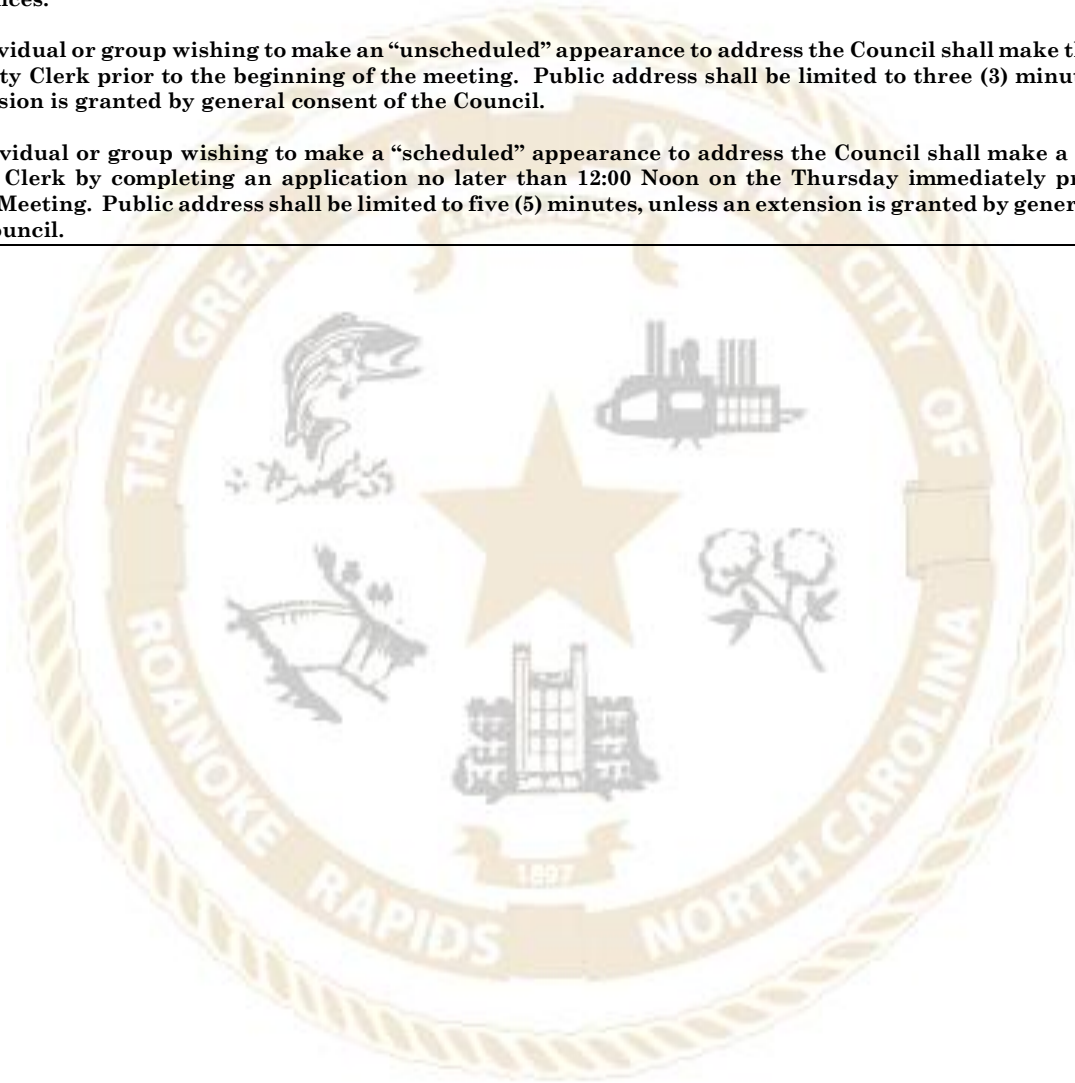 nces.
vidual or group wishing to make an “unscheduled” appearance to address the Council shall make t
ty Clerk prior to the beginning of the meeting. Public address shall be limited to three (3) minu
sion is granted by general consent of the Council.
vidual or group wishing to make a “scheduled” appearance to address the Council shall make a
Clerk by completing an application no later than 12:00 Noon on the Thursday immediately p
Meeting. Public address shall be limited to five (5) minutes, unless an extension is granted by gener
ouncil.
THE GREAT SEAL OF THE CITY OF
ROANOKE RAPIDS NORTH CAROLINA
1897